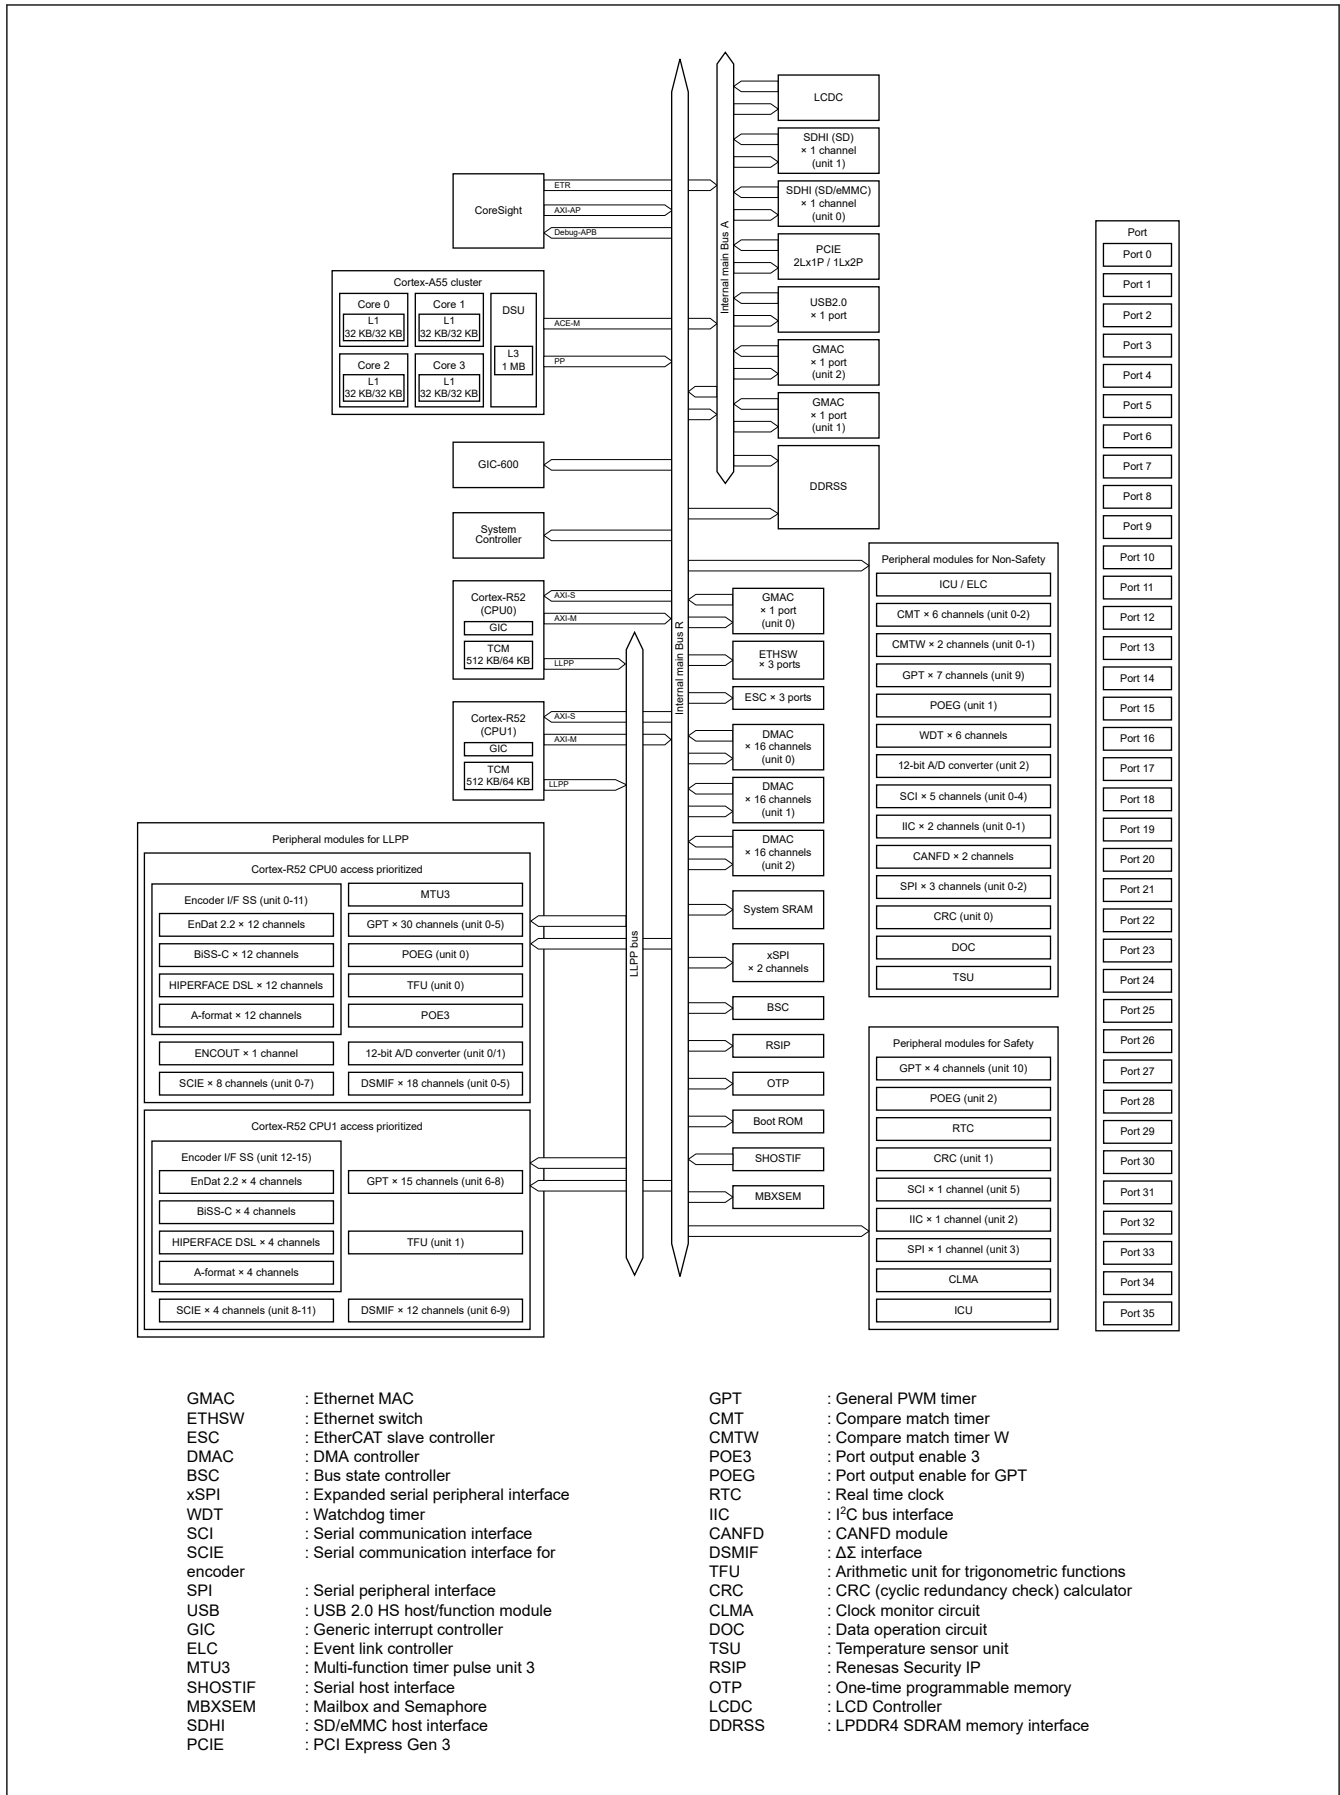 LCDC
SDHI (SD)
× 1 channel
(unit 1)
SDHI (SD/eMMC)
× 1 channel
(unit 0)
PCIE
2Lx1P / 1Lx2P
USB2.0
× 1 port
GMAC
× 1 port
(unit 2)
GMAC
× 1 port
(unit 1)
DDRSS
Internal main Bus A
CoreSight
ETR
AXI-AP
Debug-APB
Cortex-A55 cluster
Core 0
L1
32 KB/32 KB
Core 1
L1
32 KB/32 KB
Core 2
L1
32 KB/32 KB
Core 3
L1
32 KB/32 KB
DSU
L3
1 MB
ACE-M
PP
GIC-600
System
Controller
Cortex-R52
(CPU0)
GIC
TCM
512 KB/64 KB
AXI-S
AXI-M
LLPP
Cortex-R52
(CPU1)
GIC
TCM
512 KB/64 KB
AXI-S
AXI-M
LLPP
Internal main Bus R
LLPP bus
GMAC
× 1 port
(unit 0)
ETHSW
× 3 ports
ESC × 3 ports
DMAC
× 16 channels
(unit 0)
DMAC
× 16 channels
(unit 1)
DMAC
× 16 channels
(unit 2)
System SRAM
xSPI
× 2 channels
BSC
RSIP
OTP
Boot ROM
SHOSTIF
MBXSEM
Peripheral modules for LLPP
Cortex-R52 CPU0 access prioritized
Encoder I/F SS (unit 0-11)
EnDat 2.2 × 12 channels
BiSS-C × 12 channels
HIPERFACE DSL × 12 channels
A-format × 12 channels
ENCOUT × 1 channel
SCIE × 8 channels (unit 0-7)
MTU3
GPT × 30 channels (unit 0-5)
POEG (unit 0)
TFU (unit 0)
POE3
12-bit A/D converter (unit 0/1)
DSMIF × 18 channels (unit 0-5)
Cortex-R52 CPU1 access prioritized
Encoder I/F SS (unit 12-15)
EnDat 2.2 × 4 channels
BiSS-C × 4 channels
HIPERFACE DSL × 4 channels
A-format × 4 channels
SCIE × 4 channels (unit 8-11)
GPT × 15 channels (unit 6-8)
TFU (unit 1)
DSMIF × 12 channels (unit 6-9)
Peripheral modules for Non-Safety
ICU / ELC
CMT × 6 channels (unit 0-2)
CMTW × 2 channels (unit 0-1)
GPT × 7 channels (unit 9)
POEG (unit 1)
WDT × 6 channels
12-bit A/D converter (unit 2)
SCI × 5 channels (unit 0-4)
IIC × 2 channels (unit 0-1)
CANFD × 2 channels
SPI × 3 channels (unit 0-2)
CRC (unit 0)
DOC
TSU
Peripheral modules for Safety
GPT × 4 channels (unit 10)
POEG (unit 2)
RTC
CRC (unit 1)
SCI × 1 channel (unit 5)
IIC × 1 channel (unit 2)
SPI × 1 channel (unit 3)
CLMA
ICU
Port
Port 0
Port 1
Port 2
Port 3
Port 4
Port 5
Port 6
Port 7
Port 8
Port 9
Port 10
Port 11
Port 12
Port 13
Port 14
Port 15
Port 16
Port 17
Port 18
Port 19
Port 20
Port 21
Port 22
Port 23
Port 24
Port 25
Port 26
Port 27
Port 28
Port 29
Port 30
Port 31
Port 32
Port 33
Port 34
Port 35
GMAC : Ethernet MAC
ETHSW : Ethernet switch
ESC : EtherCAT slave controller
DMAC : DMA controller
BSC : Bus state controller
xSPI : Expanded serial peripheral interface
WDT : Watchdog timer
SCI : Serial communication interface
SCIE : Serial communication interface for
encoder
SPI : Serial peripheral interface
USB : USB 2.0 HS host/function module
GIC : Generic interrupt controller
ELC : Event link controller
MTU3 : Multi-function timer pulse unit 3
SHOSTIF : Serial host interface
MBXSEM : Mailbox and Semaphore
SDHI : SD/eMMC host interface
PCIE : PCI Express Gen 3
GPT : General PWM timer
CMT : Compare match timer
CMTW : Compare match timer W
POE3 : Port output enable 3
POEG : Port output enable for GPT
RTC : Real time clock
IIC : I²C bus interface
CANFD : CANFD module
DSMIF : ΔΣ interface
TFU : Arithmetic unit for trigonometric functions
CRC : CRC (cyclic redundancy check) calculator
CLMA : Clock monitor circuit
DOC : Data operation circuit
TSU : Temperature sensor unit
RSIP : Renesas Security IP
OTP : One-time programmable memory
LCDC : LCD Controller
DDRSS : LPDDR4 SDRAM memory interface